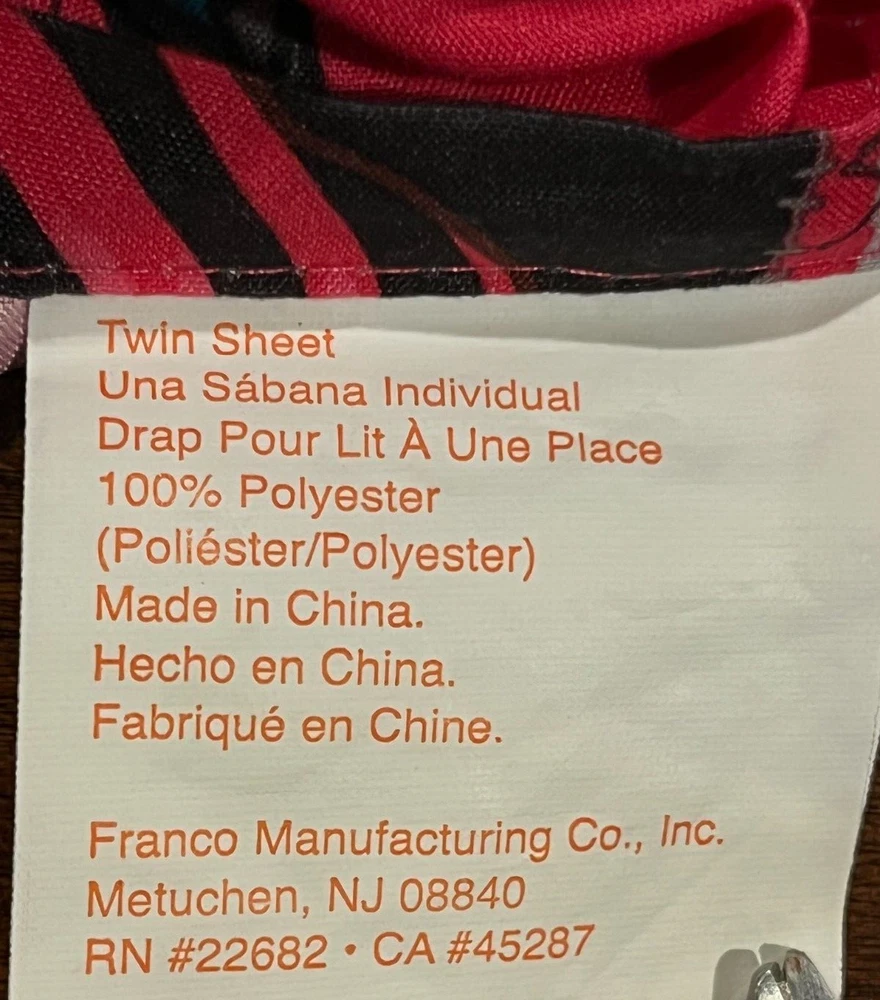 Twin Sheet
Una Sábana Individual
Drap Pour Lit À Une Place
100% Polyester
(Poliéster/Polyester)
Made in China.
Hecho en China.
Fabriqué en Chine.
Franco Manufacturing Co., Inc.
Metuchen, NJ 08840
RN #22682 • CA #45287